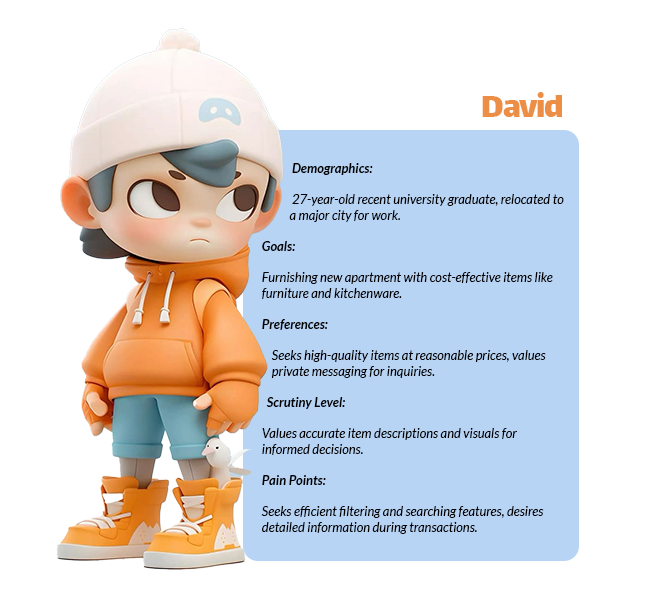 David
Demographics:
27-year-old recent university graduate, relocated to
a major city for work.
Goals:
Furnishing new apartment with cost-effective items like
furniture and kitchenware.
Preferences:
Seeks high-quality items at reasonable prices, values
private messaging for inquiries.
Scrutiny Level:
Values accurate item descriptions and visuals for
informed decisions.
Pain Points:
Seeks efficient filtering and searching features, desires
detailed information during transactions.